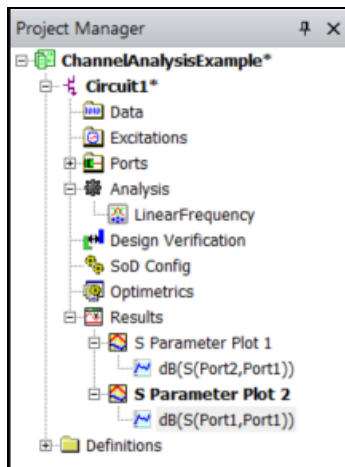 Project Manager
ChannelAnalysisExample*
Circuit1*
Data
Excitations
Ports
Analysis
LinearFrequency
Design Verification
SoD Config
Optimetrics
Results
S Parameter Plot 1
dB(S(Port2,Port1))
S Parameter Plot 2
dB(S(Port1,Port1))
Definitions